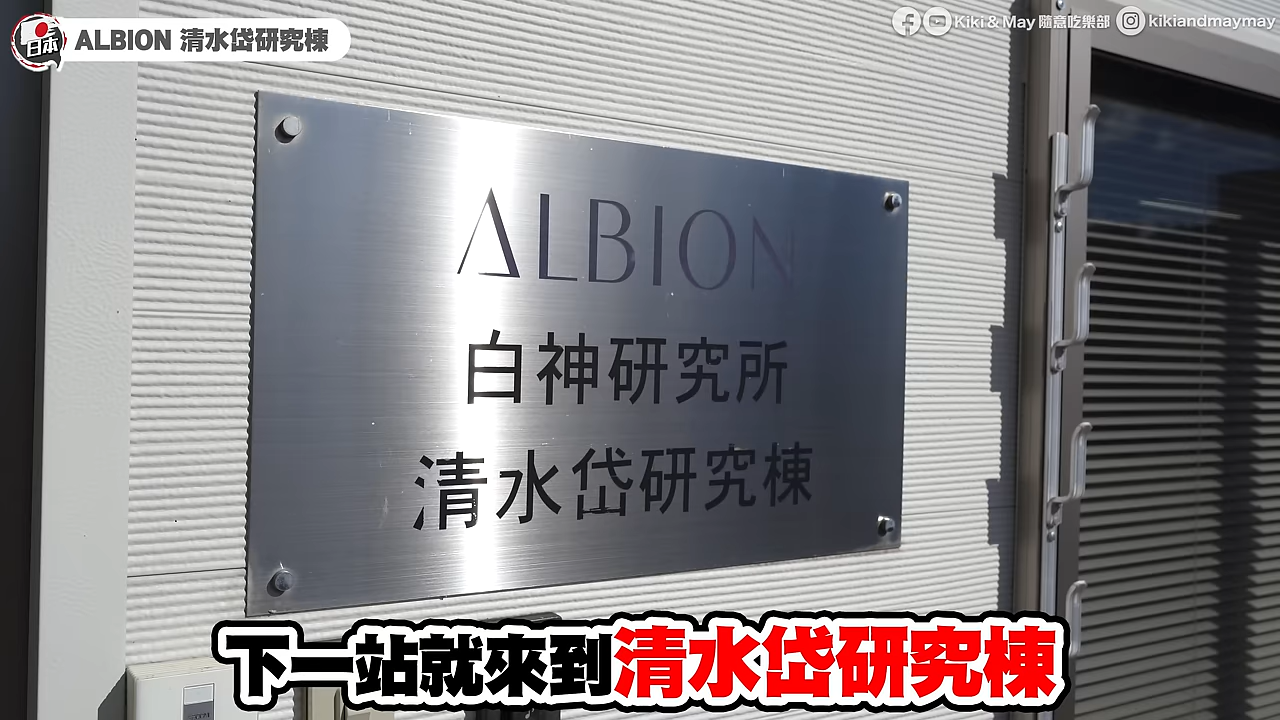 日本
ALBION 清水岱研究棟
Kiki & May 隨意吃樂部
kikiandmaymay
ALBION
白神研究所
清水岱研究棟
下一站就來到清水岱研究棟